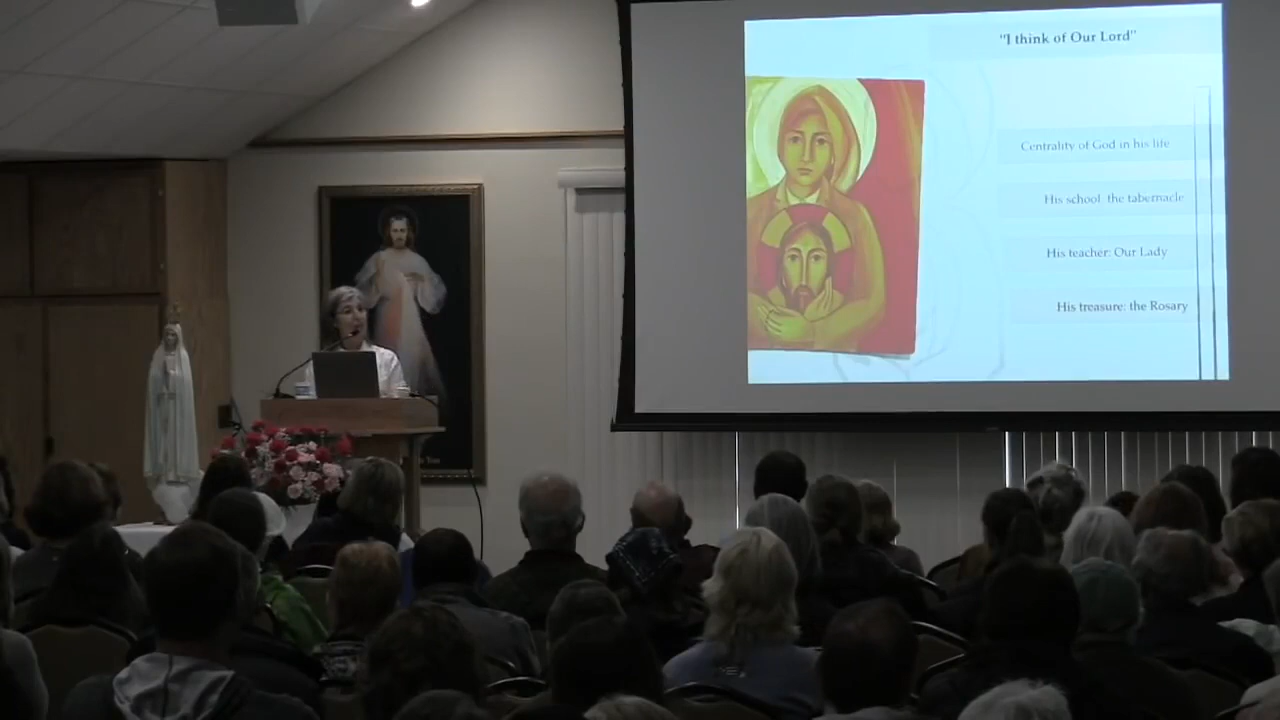 "I think of Our Lord"
Centrality of God in his life
His school the tabernacle
His teacher: Our Lady
His treasure: the Rosary